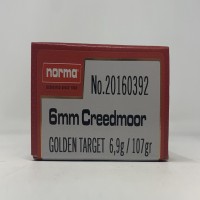 norma
No.20160392
6mm Creedmoor
GOLDEN TARGET 6,9g / 107gr